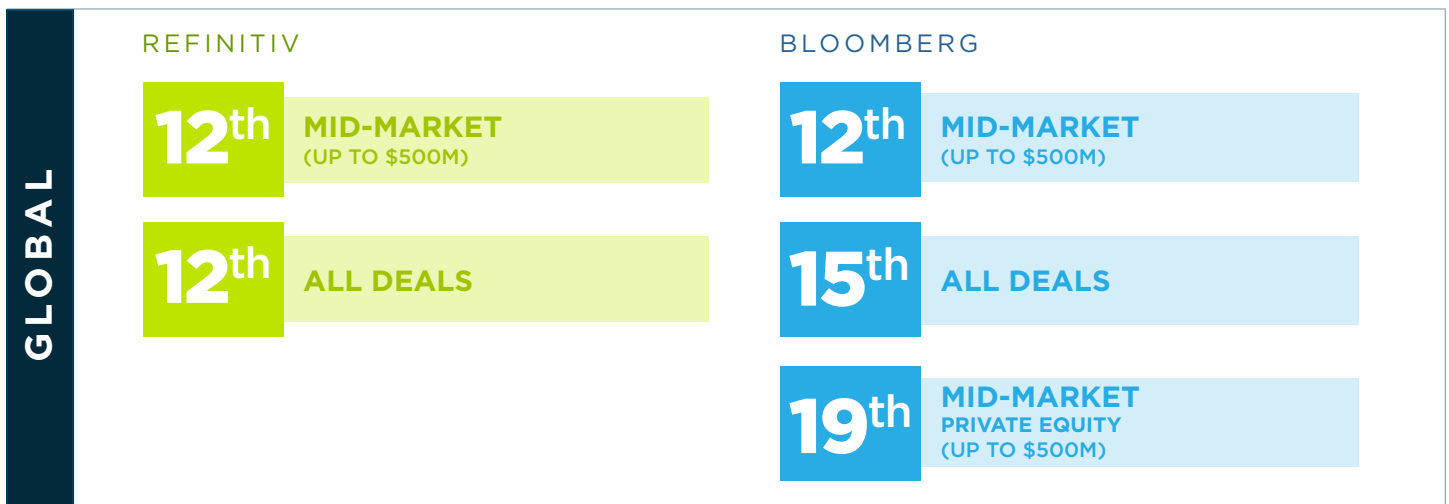 GLOBAL
REFINITIV
12th
MID-MARKET
(UP TO $500M)
12th
ALL DEALS
BLOOMBERG
12th
MID-MARKET
(UP TO $500M)
15th
ALL DEALS
19th
MID-MARKET
PRIVATE EQUITY
(UP TO $500M)